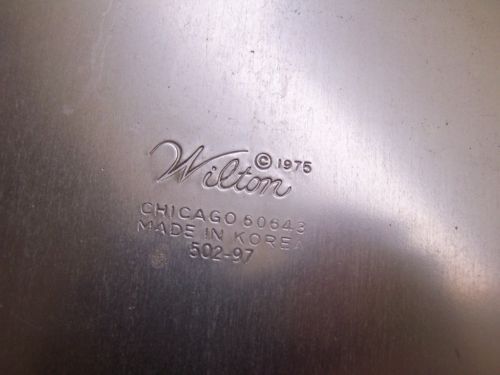 Wilton © 1975
CHICAGO 60643
MADE IN KOREA
502-97